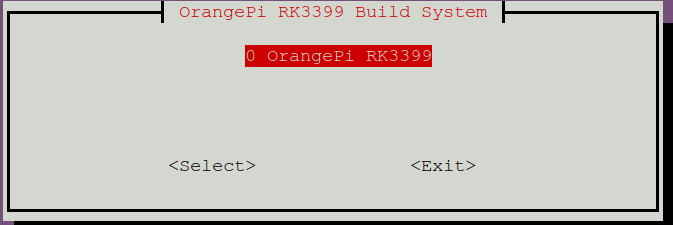 OrangePi RK3399 Build System
0 OrangePi RK3399
<Select> <Exit>